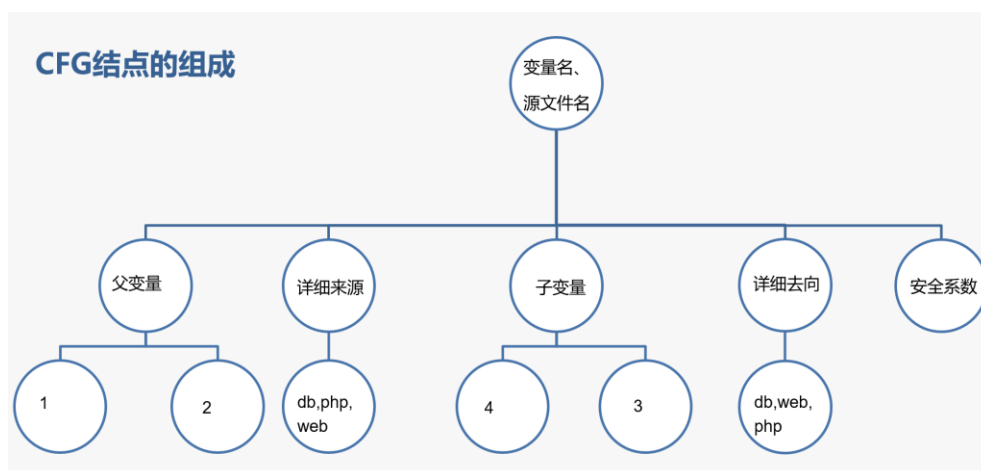 CFG结点的组成
变量名、
源文件名
父变量
详细来源
子变量
详细去向
安全系数
1
2
db,php,
web
4
3
db,web,
php